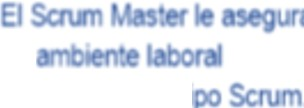 El Scrum Master le asegura
ambiente laboral
po Scrum